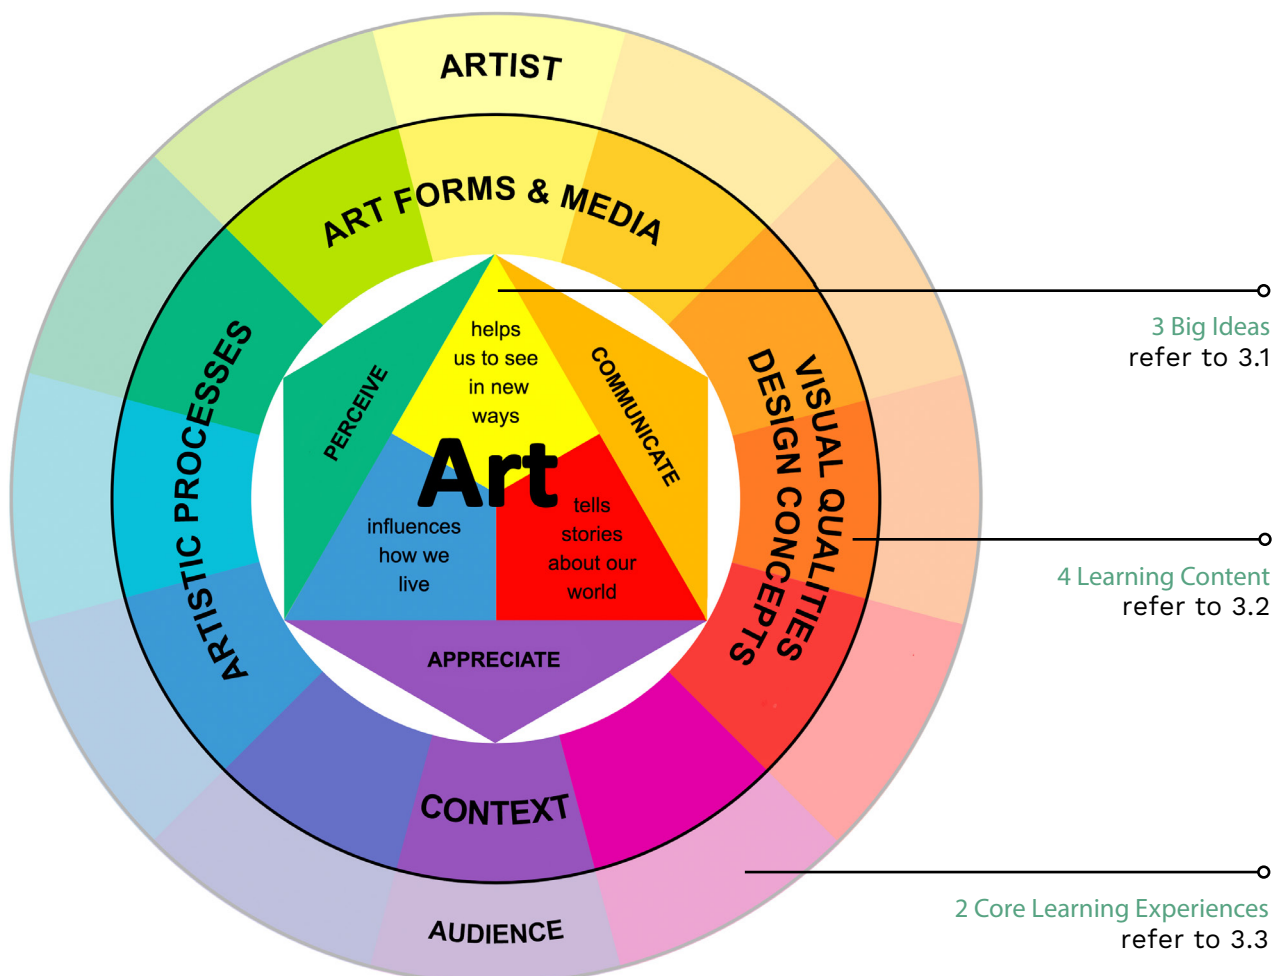 ARTIST
ART FORMS & MEDIA
3 Big Ideas
refer to 3.1
helps
us to see
in new
ways
PERCEIVE
COMMUNICATE
ARTISTIC PROCESSES
VISUAL QUALITIES
DESIGN CONCEPTS
Art
influences
how we
live
tells
stories
about our
world
4 Learning Content
refer to 3.2
APPRECIATE
CONTEXT
AUDIENCE
2 Core Learning Experiences
refer to 3.3